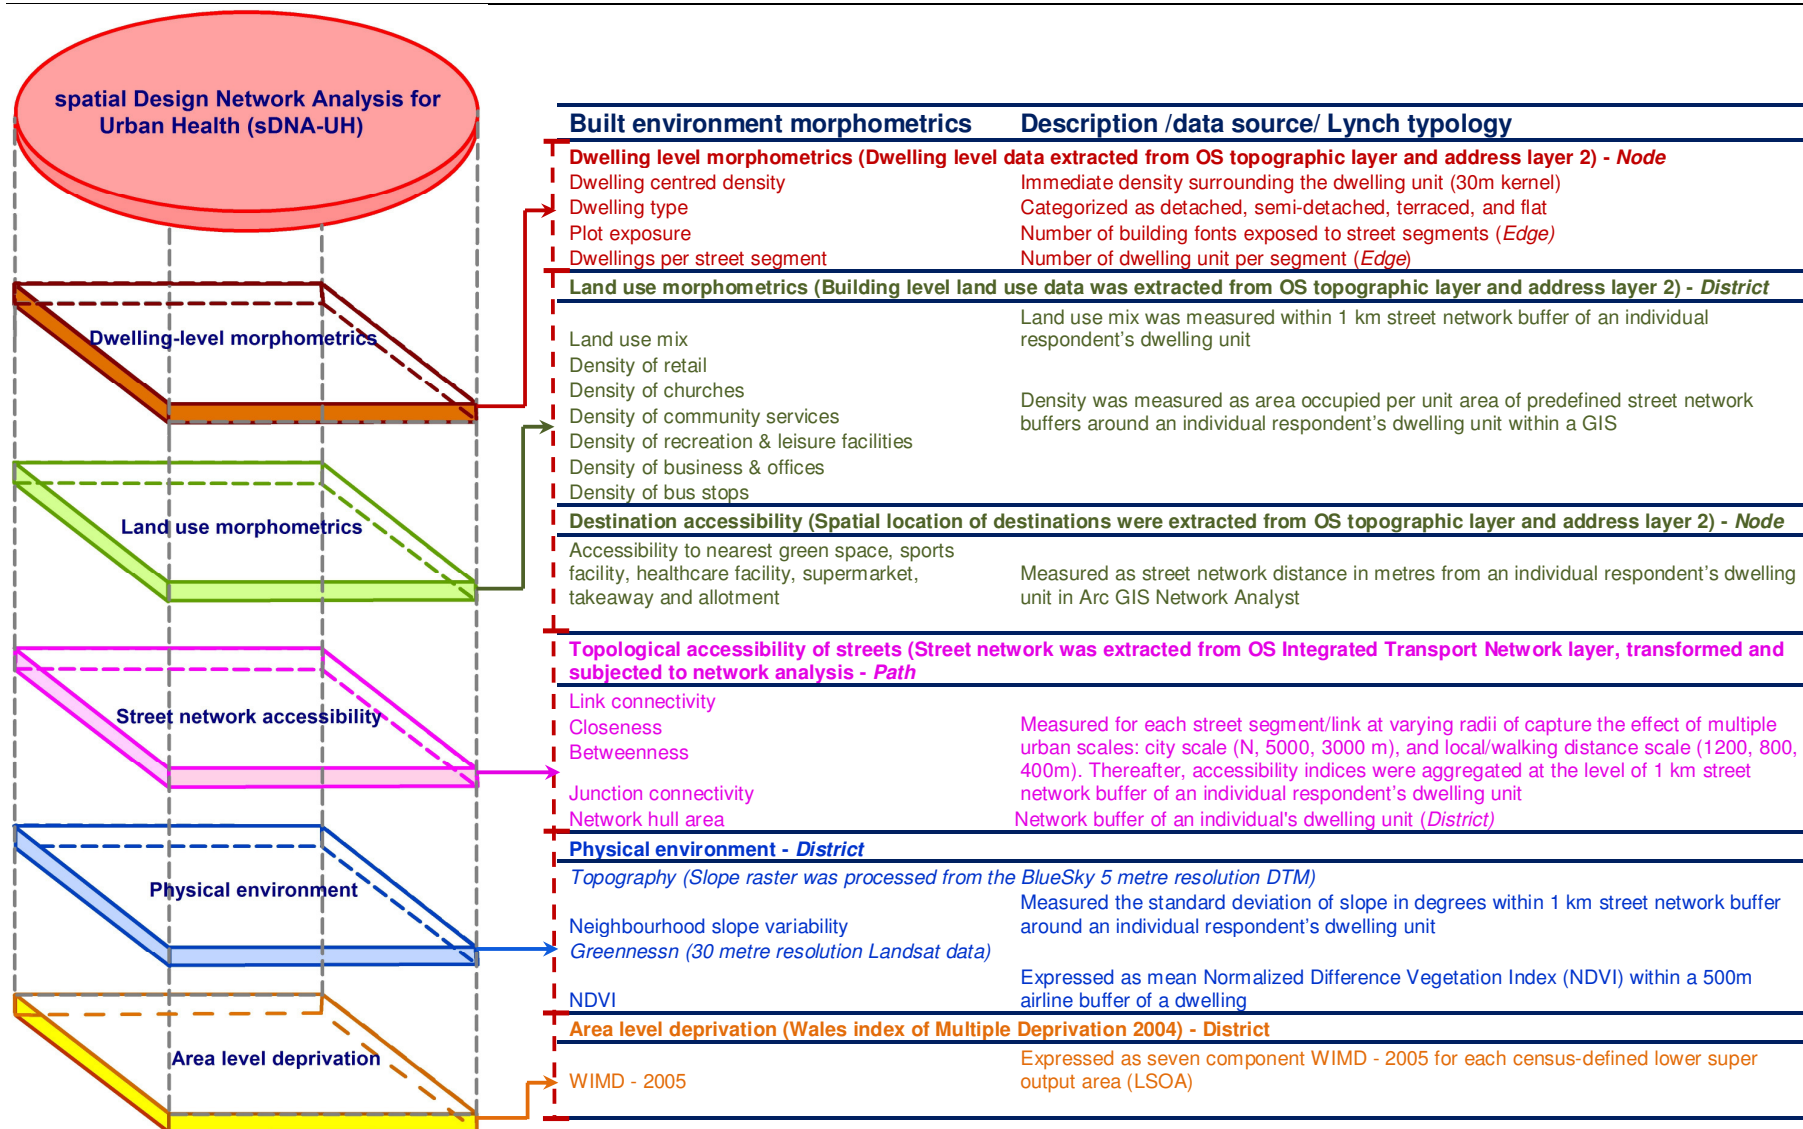 spatial Design Network Analysis for
Urban Health (sDNA-UH)
Dwelling-level morphometrics
Land use morphometrics
Street network accessibility
Physical environment
Area level deprivation
Built environment morphometrics
Description /data source/ Lynch typology
Dwelling level morphometrics (Dwelling level data extracted from OS topographic layer and address layer 2) - Node
Dwelling centred density
Immediate density surrounding the dwelling unit (30m kernel)
Dwelling type
Categorized as detached, semi-detached, terraced, and flat
Plot exposure
Number of building fonts exposed to street segments (Edge)
Dwellings per street segment
Number of dwelling unit per segment (Edge)
Land use morphometrics (Building level land use data was extracted from OS topographic layer and address layer 2) - District
Land use mix
Land use mix was measured within 1 km street network buffer of an individual
respondent's dwelling unit
Density of retail
Density of churches
Density of community services
Density of recreation & leisure facilities
Density of business & offices
Density of bus stops
Density was measured as area occupied per unit area of predefined street network
buffers around an individual respondent's dwelling unit within a GIS
Destination accessibility (Spatial location of destinations were extracted from OS topographic layer and address layer 2) - Node
Accessibility to nearest green space, sports
facility, healthcare facility, supermarket,
takeaway and allotment
Measured as street network distance in metres from an individual respondent's dwelling
unit in Arc GIS Network Analyst
Topological accessibility of streets (Street network was extracted from OS Integrated Transport Network layer, transformed and
subjected to network analysis - Path
Link connectivity
Closeness
Betweenness
Junction connectivity
Measured for each street segment/link at varying radii of capture the effect of multiple
urban scales: city scale (N, 5000, 3000 m), and local/walking distance scale (1200, 800,
400m). Thereafter, accessibility indices were aggregated at the level of 1 km street
network buffer of an individual respondent's dwelling unit
Network hull area
Network buffer of an individual's dwelling unit (District)
Physical environment - District
Topography (Slope raster was processed from the BlueSky 5 metre resolution DTM)
Neighbourhood slope variability
Measured the standard deviation of slope in degrees within 1 km street network buffer
around an individual respondent's dwelling unit
Greennessn (30 metre resolution Landsat data)
NDVI
Expressed as mean Normalized Difference Vegetation Index (NDVI) within a 500m
airline buffer of a dwelling
Area level deprivation (Wales index of Multiple Deprivation 2004) - District
WIMD - 2005
Expressed as seven component WIMD - 2005 for each census-defined lower super
output area (LSOA)